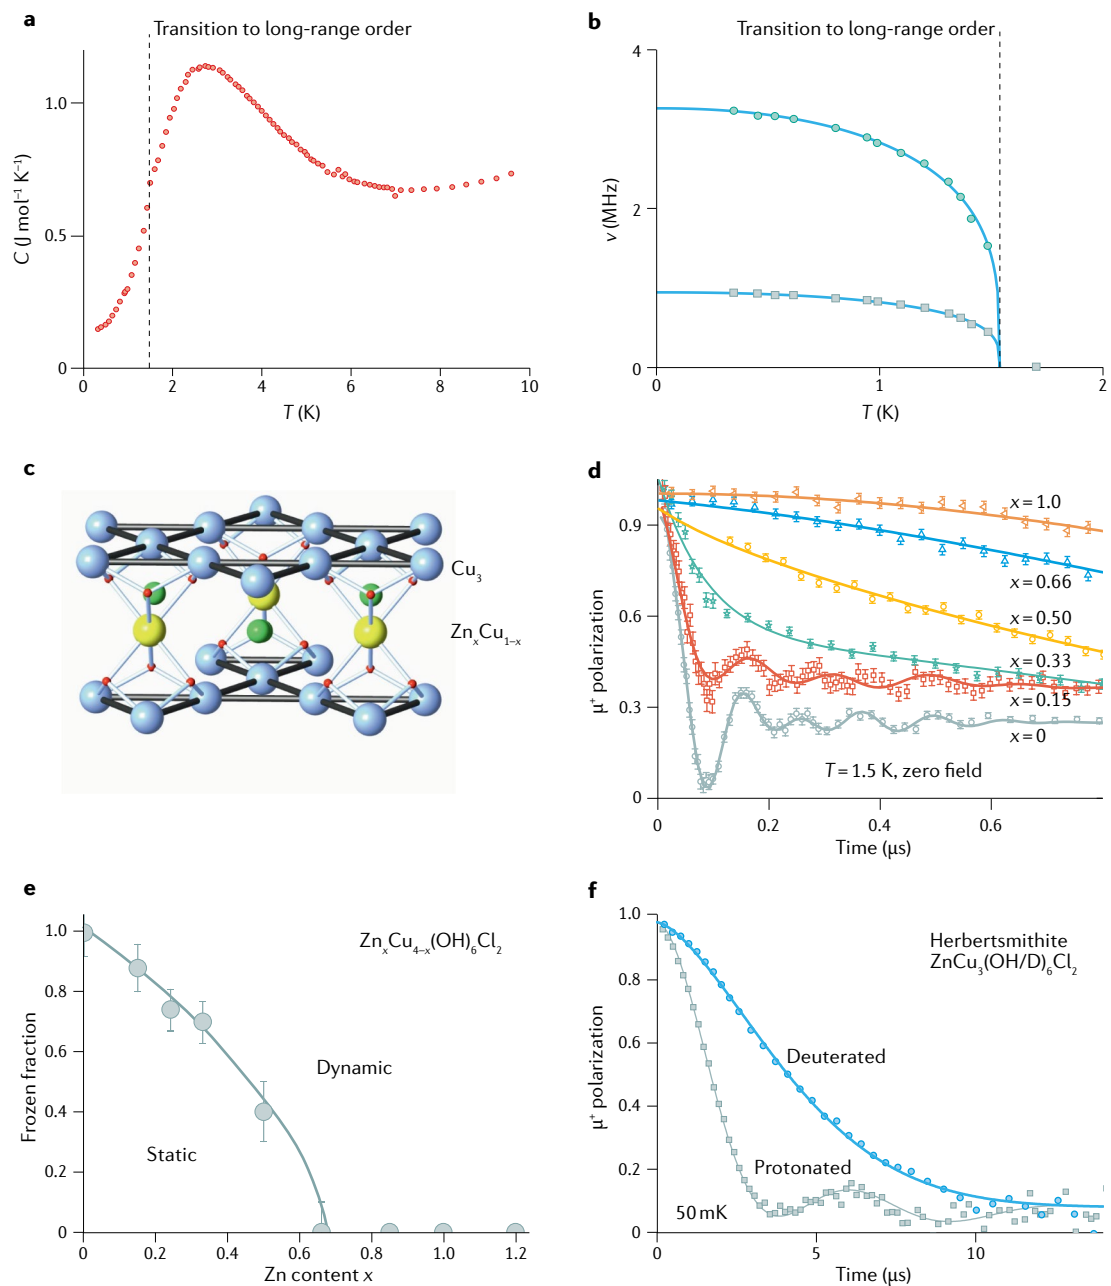 a
Transition to long-range order
C (J mol⁻¹ K⁻¹)
1.0
0.5
0
0 2 4 6 8 10
T (K)
b
Transition to long-range order
ν (MHz)
4
2
0
0 1 2
T (K)
c
Cu₃
ZnₓCu₁₋ₓ
d
μ⁺ polarization
0.9
0.6
0.3
0
x = 1.0
x = 0.66
x = 0.50
x = 0.33
x = 0.15
x = 0
T = 1.5 K, zero field
0 0.2 0.4 0.6
Time (μs)
e
Frozen fraction
1.0
0.8
0.6
0.4
0.2
0
ZnₓCu₄₋ₓ(OH)₆Cl₂
Dynamic
Static
0 0.2 0.4 0.6 0.8 1.0 1.2
Zn content x
f
μ⁺ polarization
1.0
0.8
0.6
0.4
0.2
0
Herbertsmithite
ZnCu₃(OH/D)₆Cl₂
Deuterated
Protonated
50 mK
0 5 10
Time (μs)